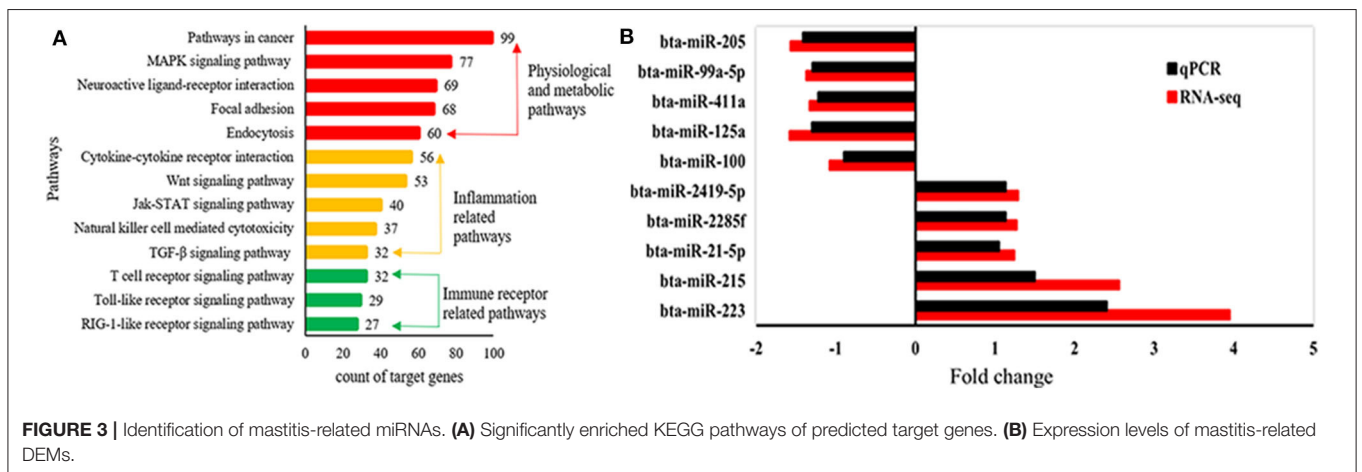 A
Pathways
Pathways in cancer 99
MAPK signaling pathway 77
Neuroactive ligand-receptor interaction 69
Focal adhesion 68
Endocytosis 60
Cytokine-cytokine receptor interaction 56
Wnt signaling pathway 53
Jak-STAT signaling pathway 40
Natural killer cell mediated cytotoxicity 37
TGF-β signaling pathway 32
T cell receptor signaling pathway 32
Toll-like receptor signaling pathway 29
RIG-1-like receptor signaling pathway 27
Physiological
and metabolic
pathways
Inflammation
related
pathways
Immune receptor
related pathways
0 20 40 60 80 100
count of target genes
B
bta-miR-205
bta-miR-99a-5p
bta-miR-411a
bta-miR-125a
bta-miR-100
bta-miR-2419-5p
bta-miR-2285f
bta-miR-21-5p
bta-miR-215
bta-miR-223
qPCR
RNA-seq
-2 -1 0 1 2 3 4 5
Fold change
FIGURE 3 | Identification of mastitis-related miRNAs. (A) Significantly enriched KEGG pathways of predicted target genes. (B) Expression levels of mastitis-related
DEMs.